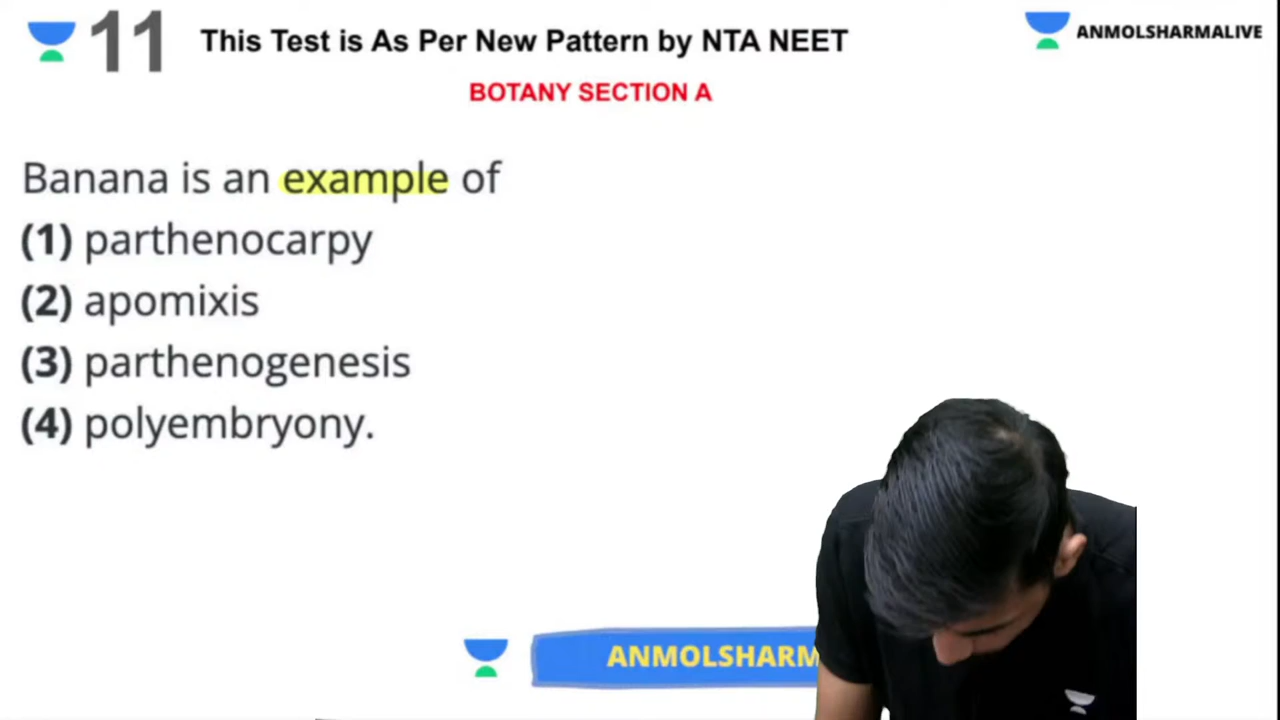 11
This Test is As Per New Pattern by NTA NEET
ANMOLSHARMALIVE
BOTANY SECTION A
Banana is an example of
(1) parthenocarpy
(2) apomixis
(3) parthenogenesis
(4) polyembryony.
ANMOLSHARM